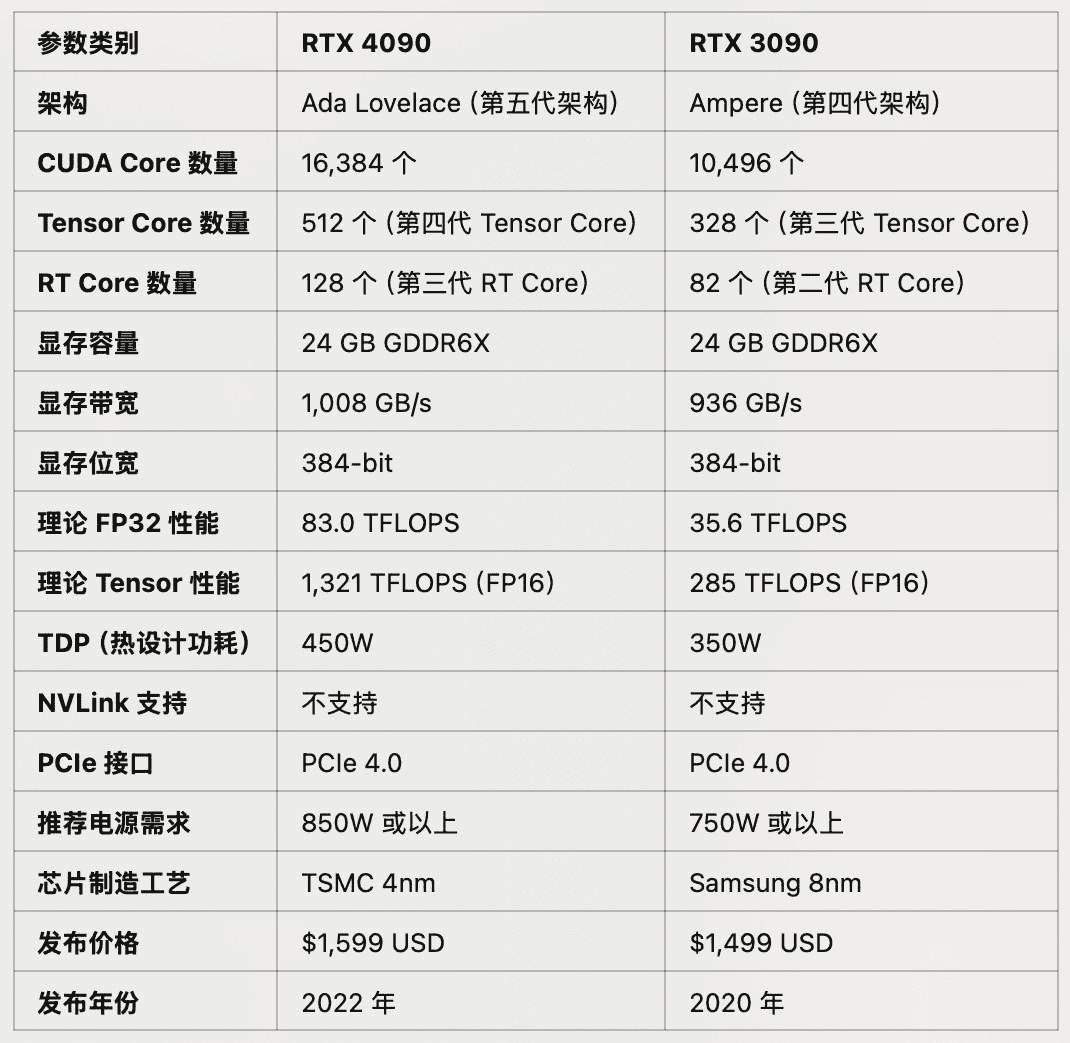 参数类别 RTX 4090 RTX 3090
架构 Ada Lovelace（第五代架构） Ampere（第四代架构）
CUDA Core 数量 16,384 个 10,496 个
Tensor Core 数量 512 个（第四代 Tensor Core） 328 个（第三代 Tensor Core）
RT Core 数量 128 个（第三代 RT Core） 82 个（第二代 RT Core）
显存容量 24 GB GDDR6X 24 GB GDDR6X
显存带宽 1,008 GB/s 936 GB/s
显存位宽 384-bit 384-bit
理论 FP32 性能 83.0 TFLOPS 35.6 TFLOPS
理论 Tensor 性能 1,321 TFLOPS（FP16） 285 TFLOPS（FP16）
TDP（热设计功耗） 450W 350W
NVLink 支持 不支持 不支持
PCIe 接口 PCIe 4.0 PCIe 4.0
推荐电源需求 850W 或以上 750W 或以上
芯片制造工艺 TSMC 4nm Samsung 8nm
发布价格 $1,599 USD $1,499 USD
发布年份 2022 年 2020 年